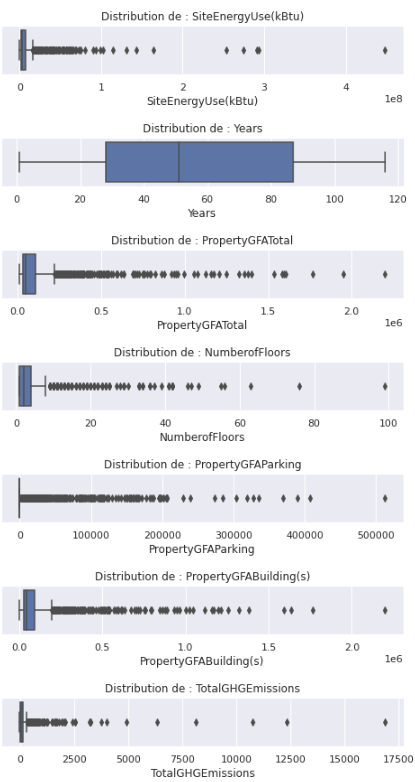 Distribution de : SiteEnergyUse(kBtu)
0 1 2 3 4
SiteEnergyUse(kBtu) 1e8
Distribution de : Years
0 20 40 60 80 100 120
Years
Distribution de : PropertyGFATotal
0.0 0.5 1.0 1.5 2.0
PropertyGFATotal 1e6
Distribution de : NumberofFloors
0 20 40 60 80 100
NumberofFloors
Distribution de : PropertyGFAParking
0 100000 200000 300000 400000 500000
PropertyGFAParking
Distribution de : PropertyGFABuilding(s)
0.0 0.5 1.0 1.5 2.0
PropertyGFABuilding(s) 1e6
Distribution de : TotalGHGEmissions
0 2500 5000 7500 10000 12500 15000 17500
TotalGHGEmissions